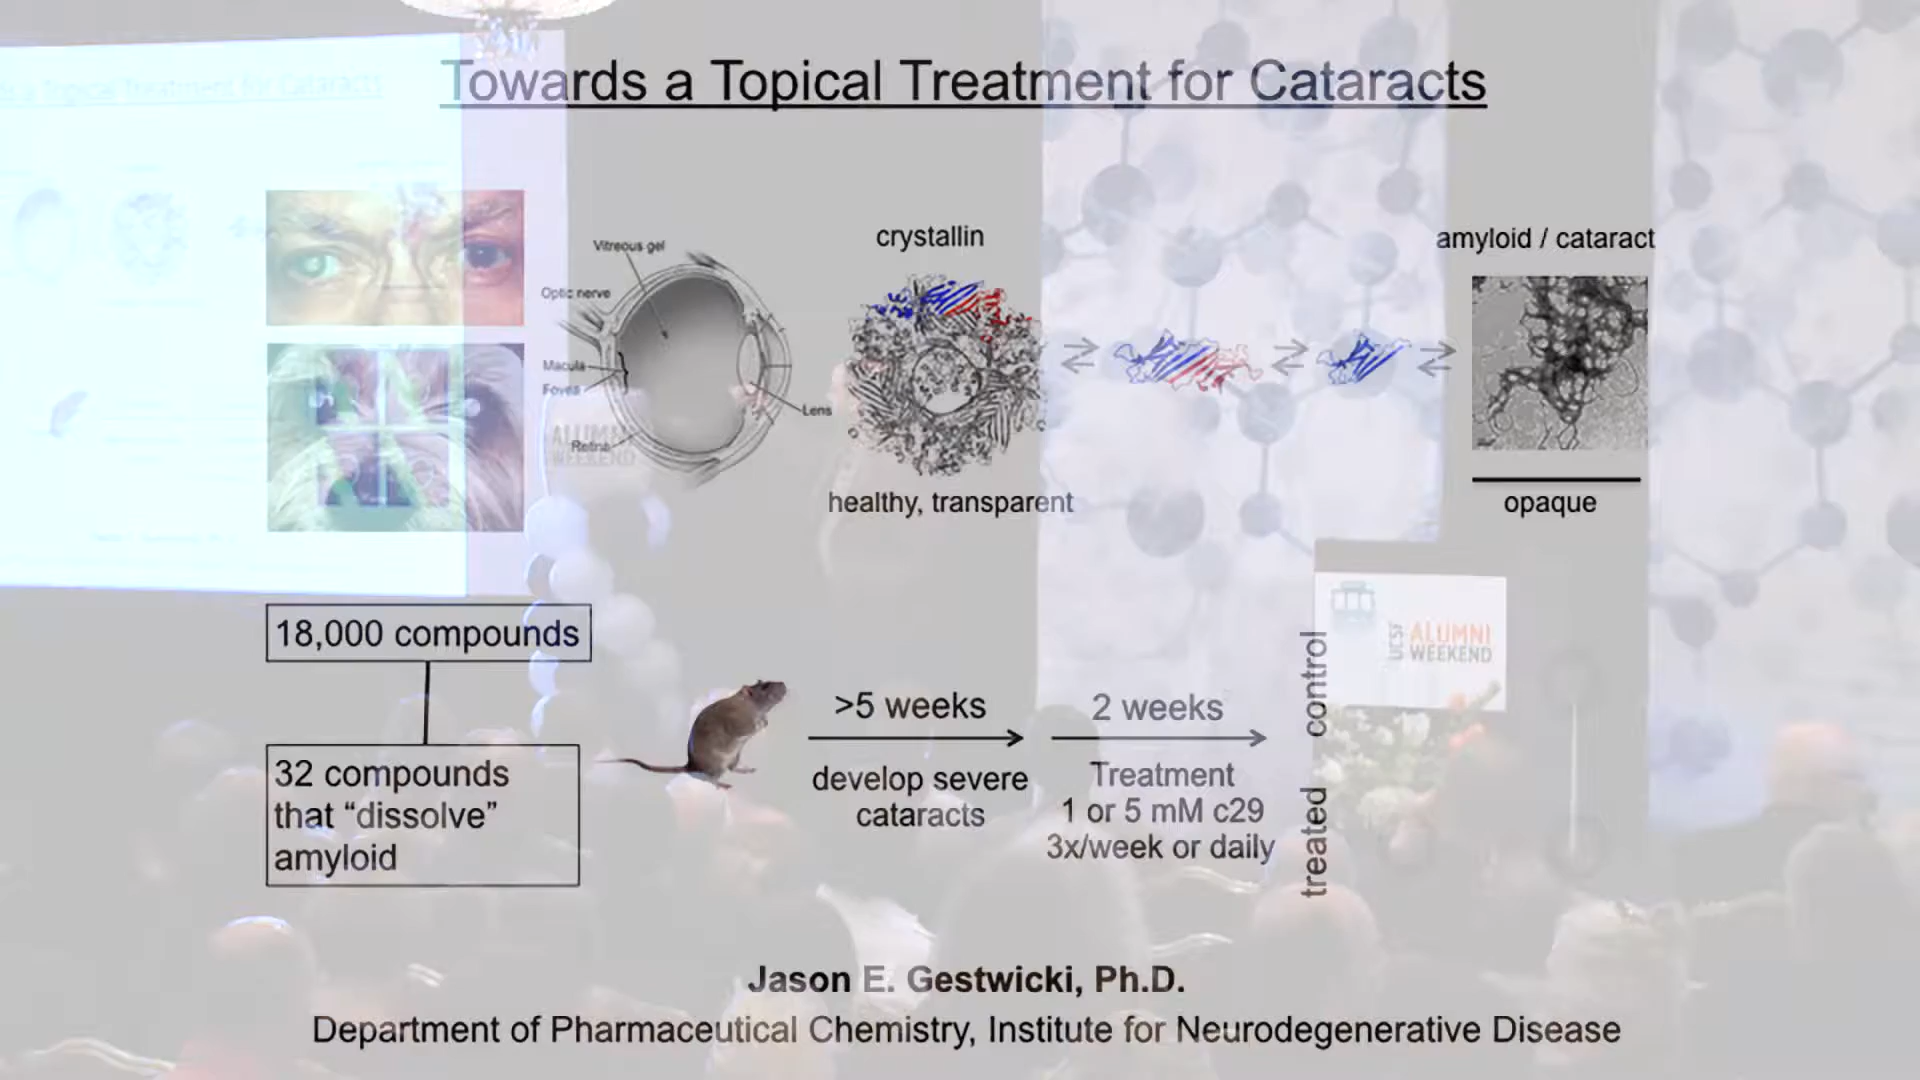 Towards a Topical Treatment for Cataracts
Vitreous gel
Optic nerve
Macula
Fovea
Retina
Lens
crystallin
healthy, transparent
amyloid / cataract
opaque
18,000 compounds
32 compounds
that “dissolve”
amyloid
>5 weeks
develop severe
cataracts
2 weeks
Treatment
1 or 5 mM c29
3x/week or daily
control
treated
UCSF
ALUMNI
WEEKEND
ALUMNI
WEEKEND
Jason E. Gestwicki, Ph.D.
Department of Pharmaceutical Chemistry, Institute for Neurodegenerative Disease